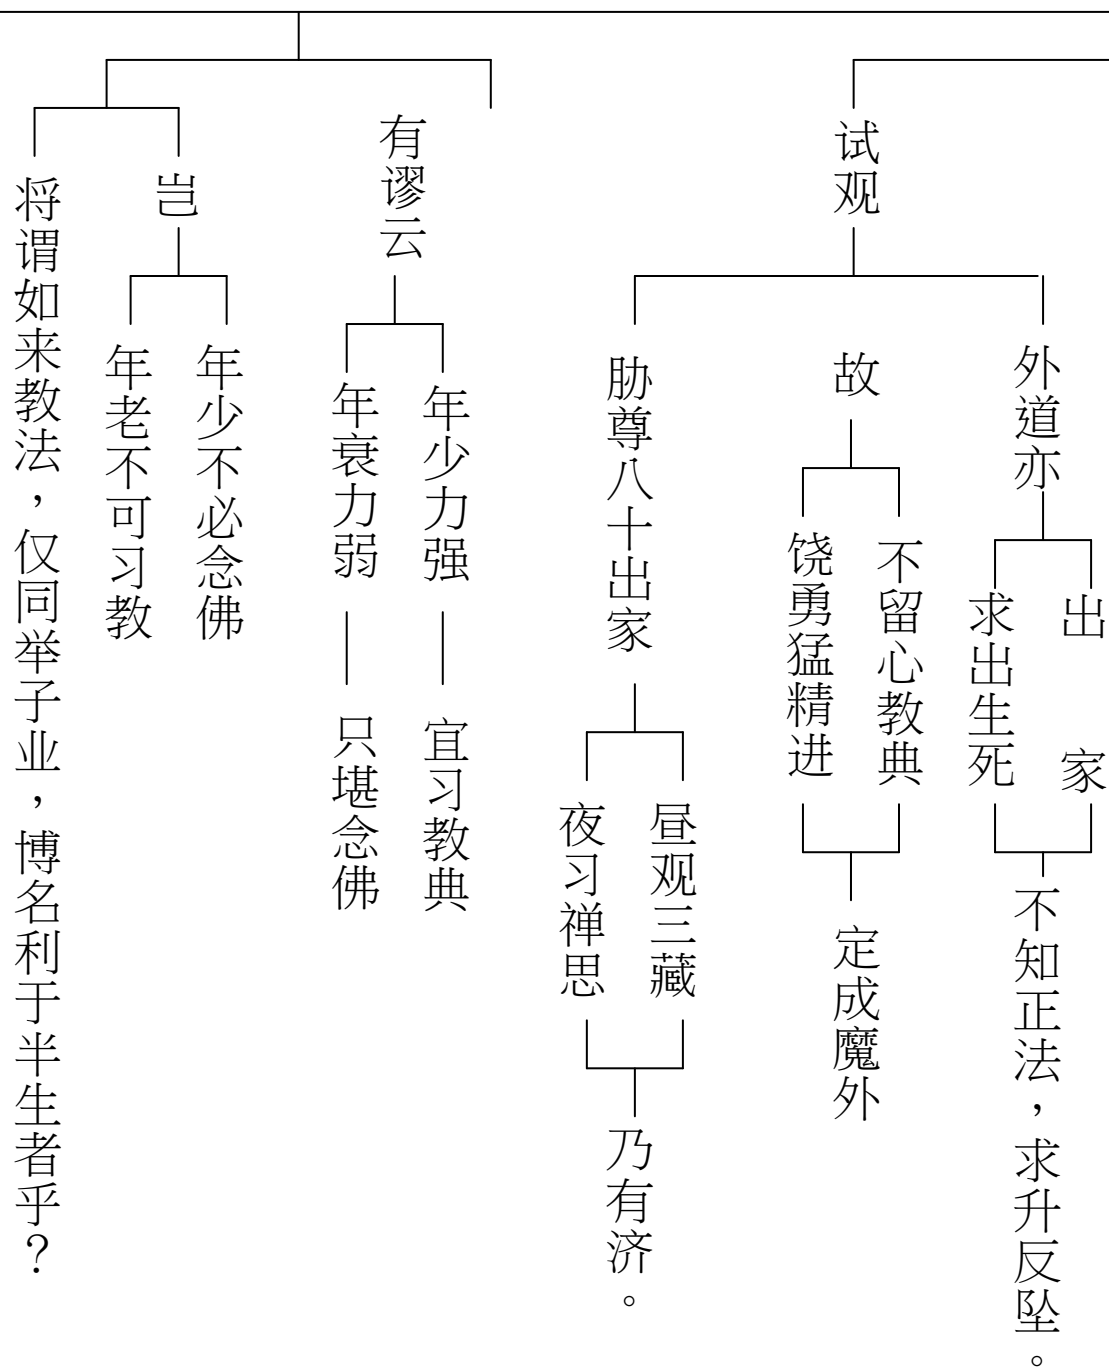 试观
外道亦
出家
求出生死
不知正法，求升反坠。
故
不留心教典
饶勇猛精进
定成魔外
胁尊八十出家
昼观三藏
夜习禅思
乃有济。
有谬云
年少力强
宜习教典
年衰力弱
只堪念佛
岂
年少不必念佛
年老不可习教
将谓如来教法，仅同举子业，博名利于半生者乎？